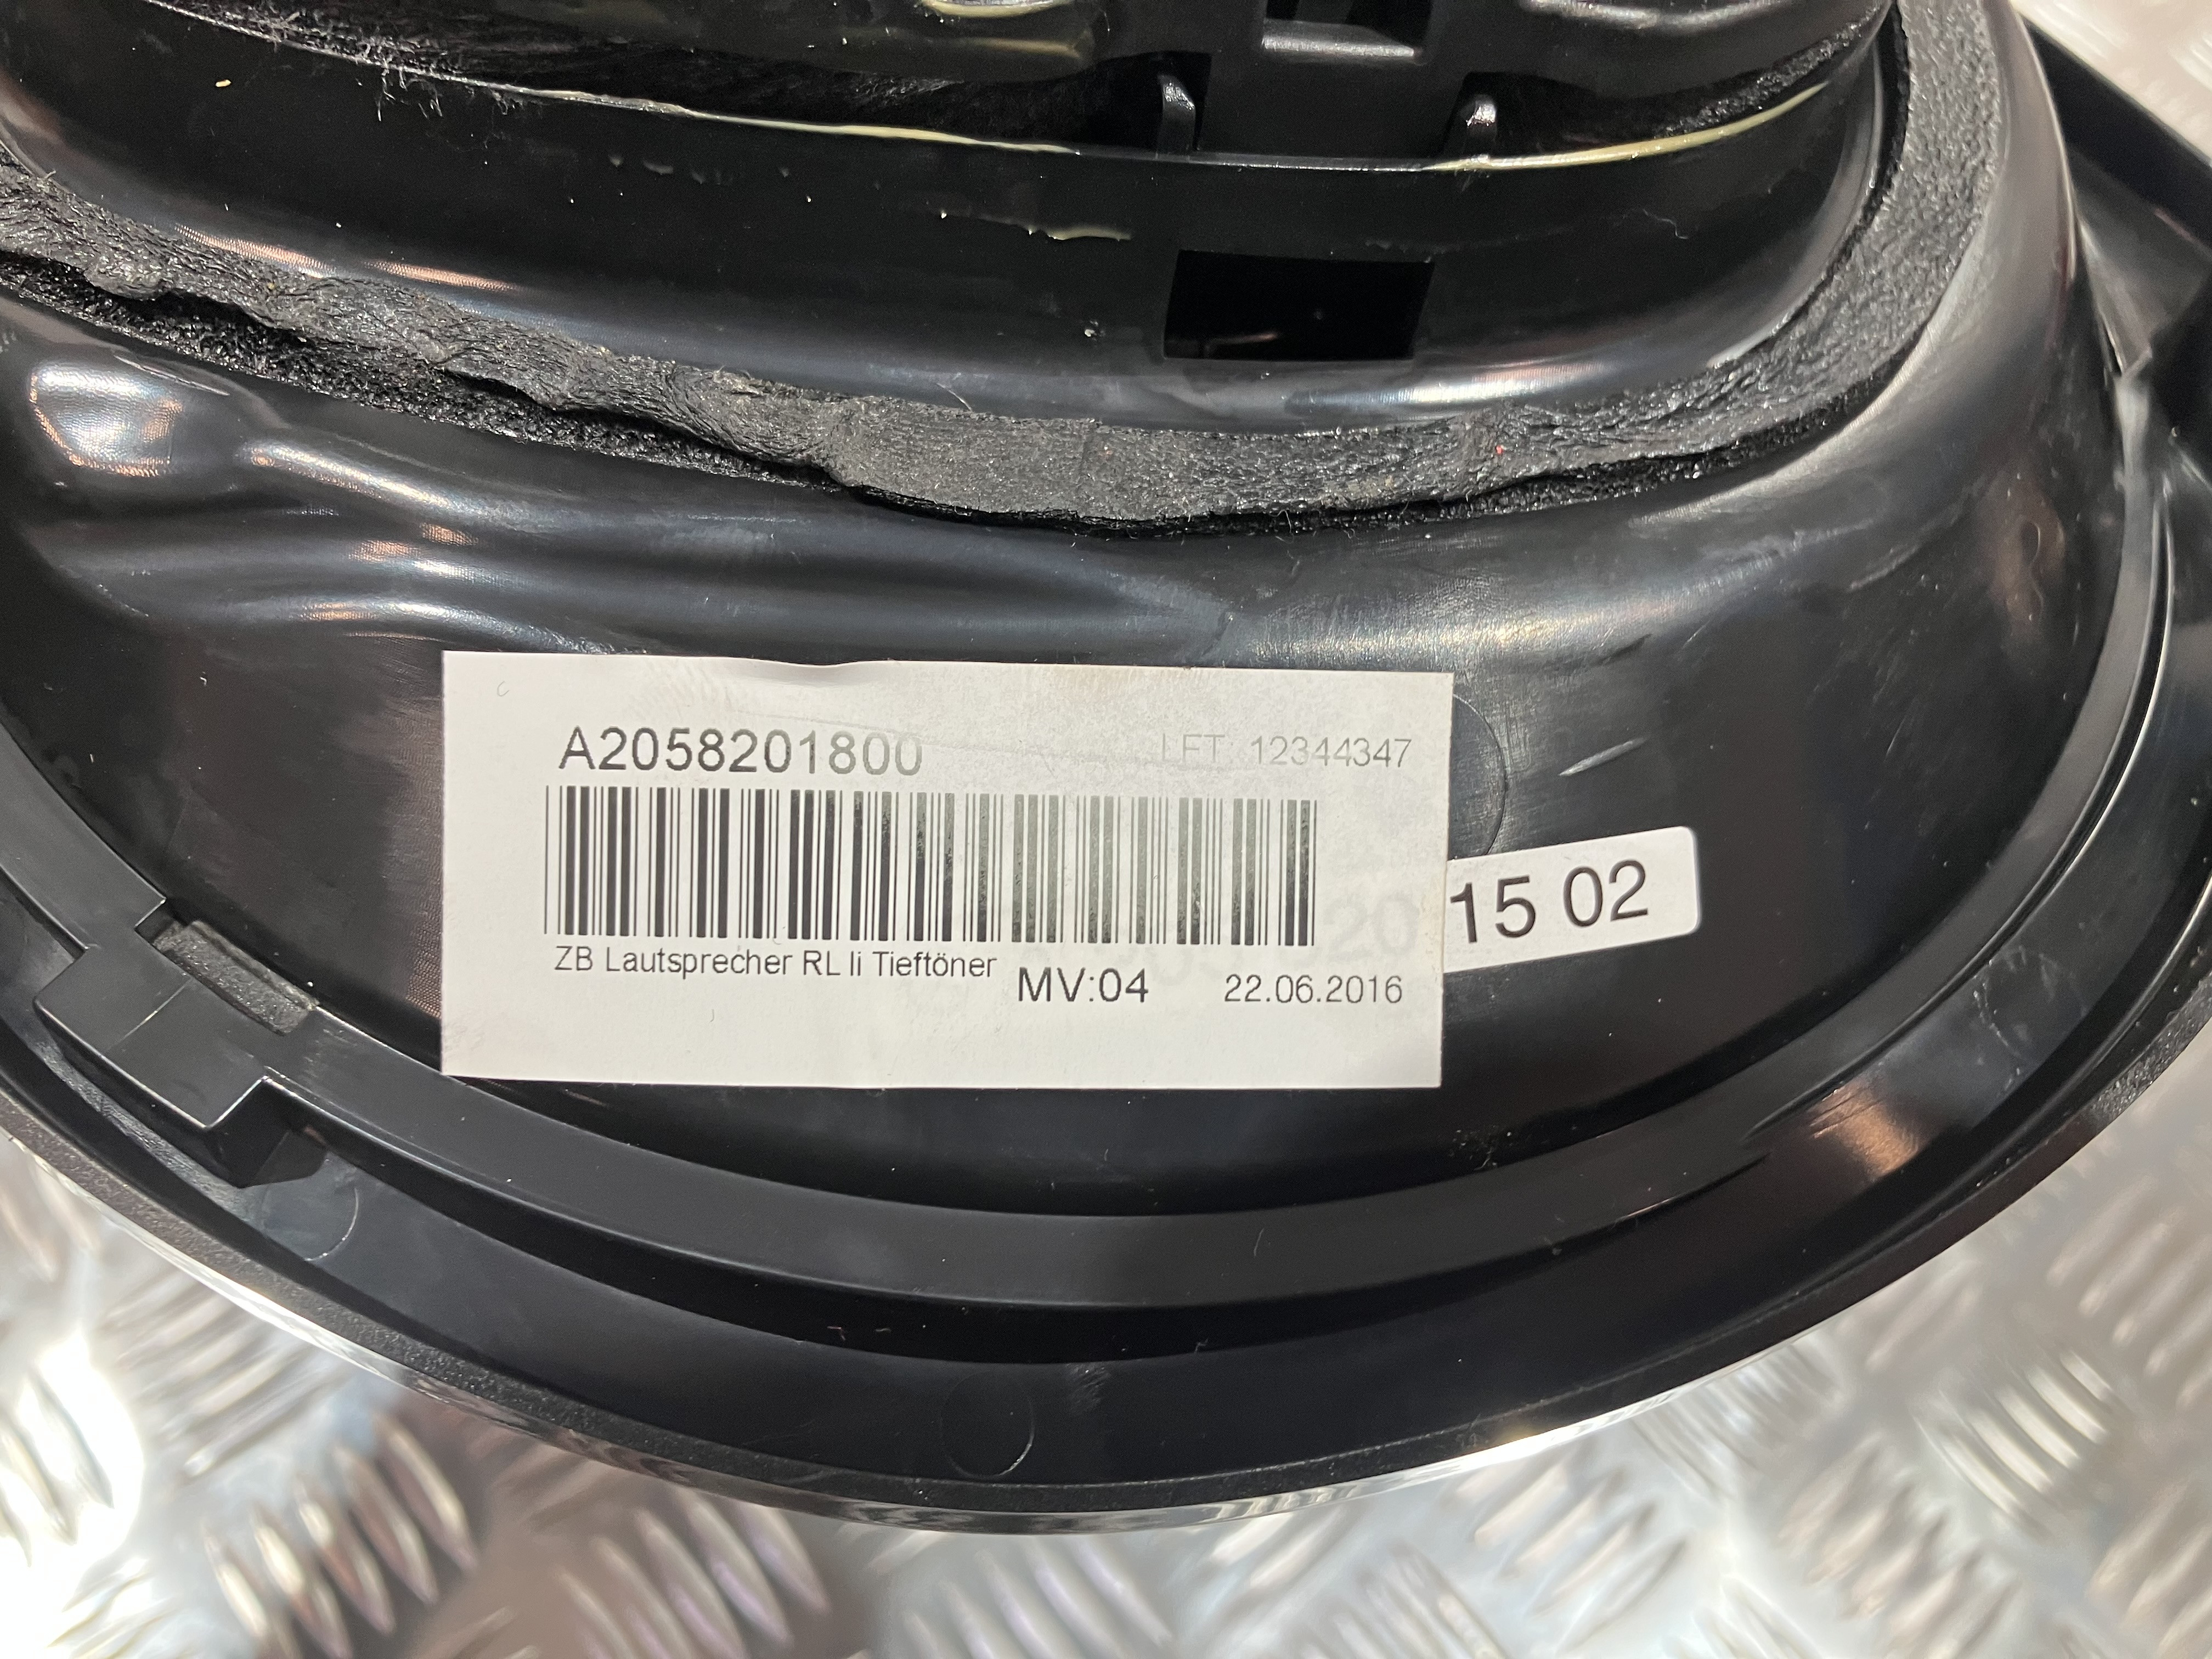 A2058201800
LFT: 12344347
ZB Lautsprecher RL li Tieftöner
MV:04
22.06.2016
15 02